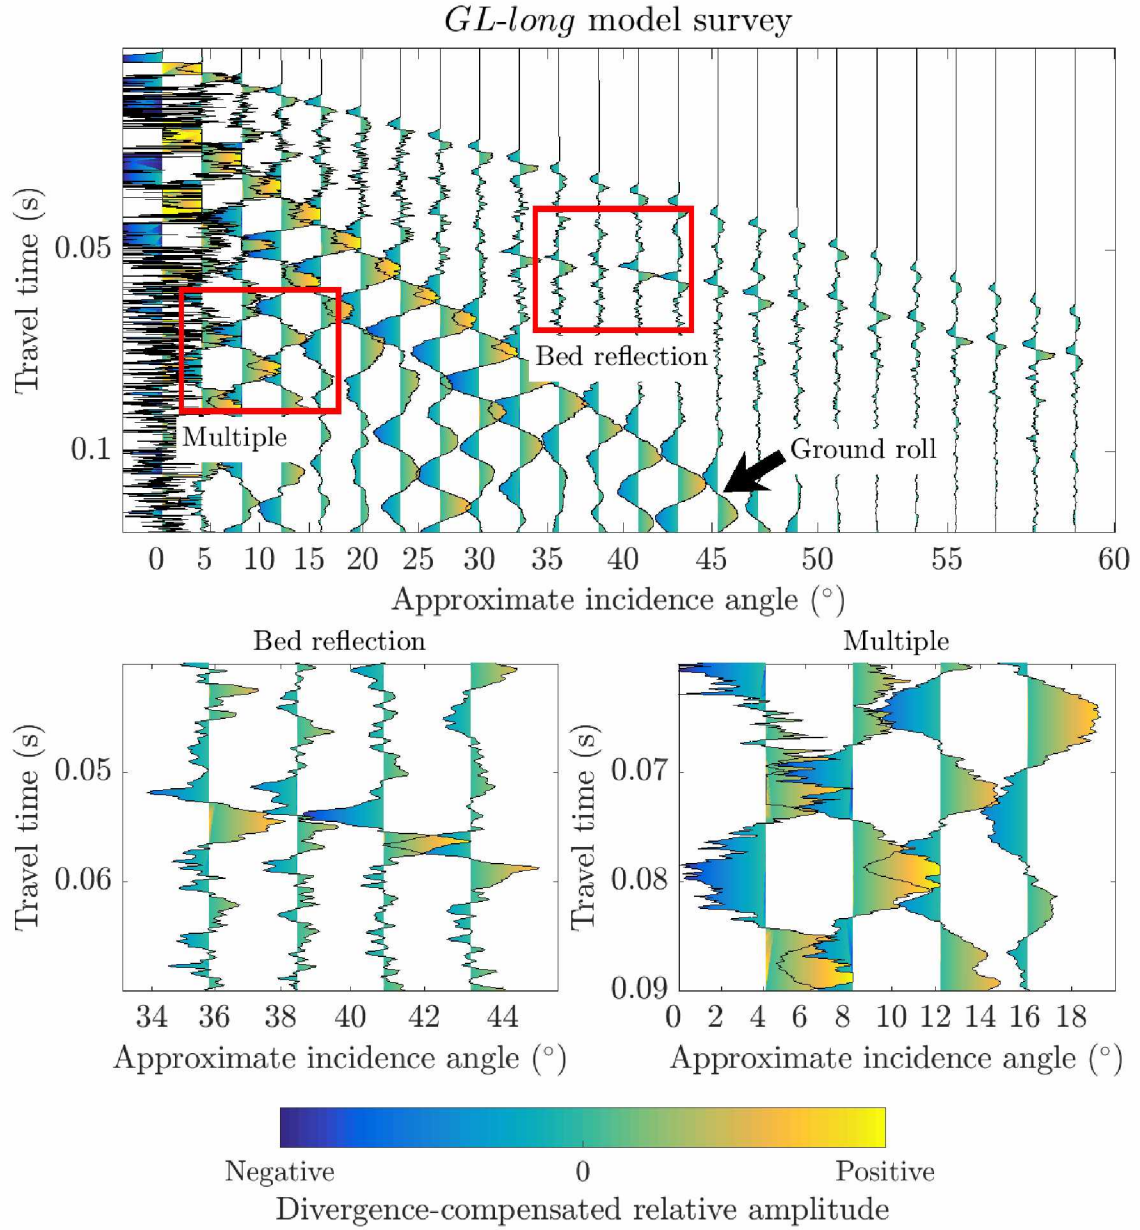 GL-long model survey
Travel time (s)
0.05
0.1
Bed reflection
Multiple
Ground roll
0 5 10 15 20 25 30 35 40 45 50 55 60
Approximate incidence angle (°)
Bed reflection
Travel time (s)
0.05
0.06
34 36 38 40 42 44
Approximate incidence angle (°)
Multiple
Travel time (s)
0.07
0.08
0.09
0 2 4 6 8 10 12 14 16 18
Approximate incidence angle (°)
Negative 0 Positive
Divergence-compensated relative amplitude